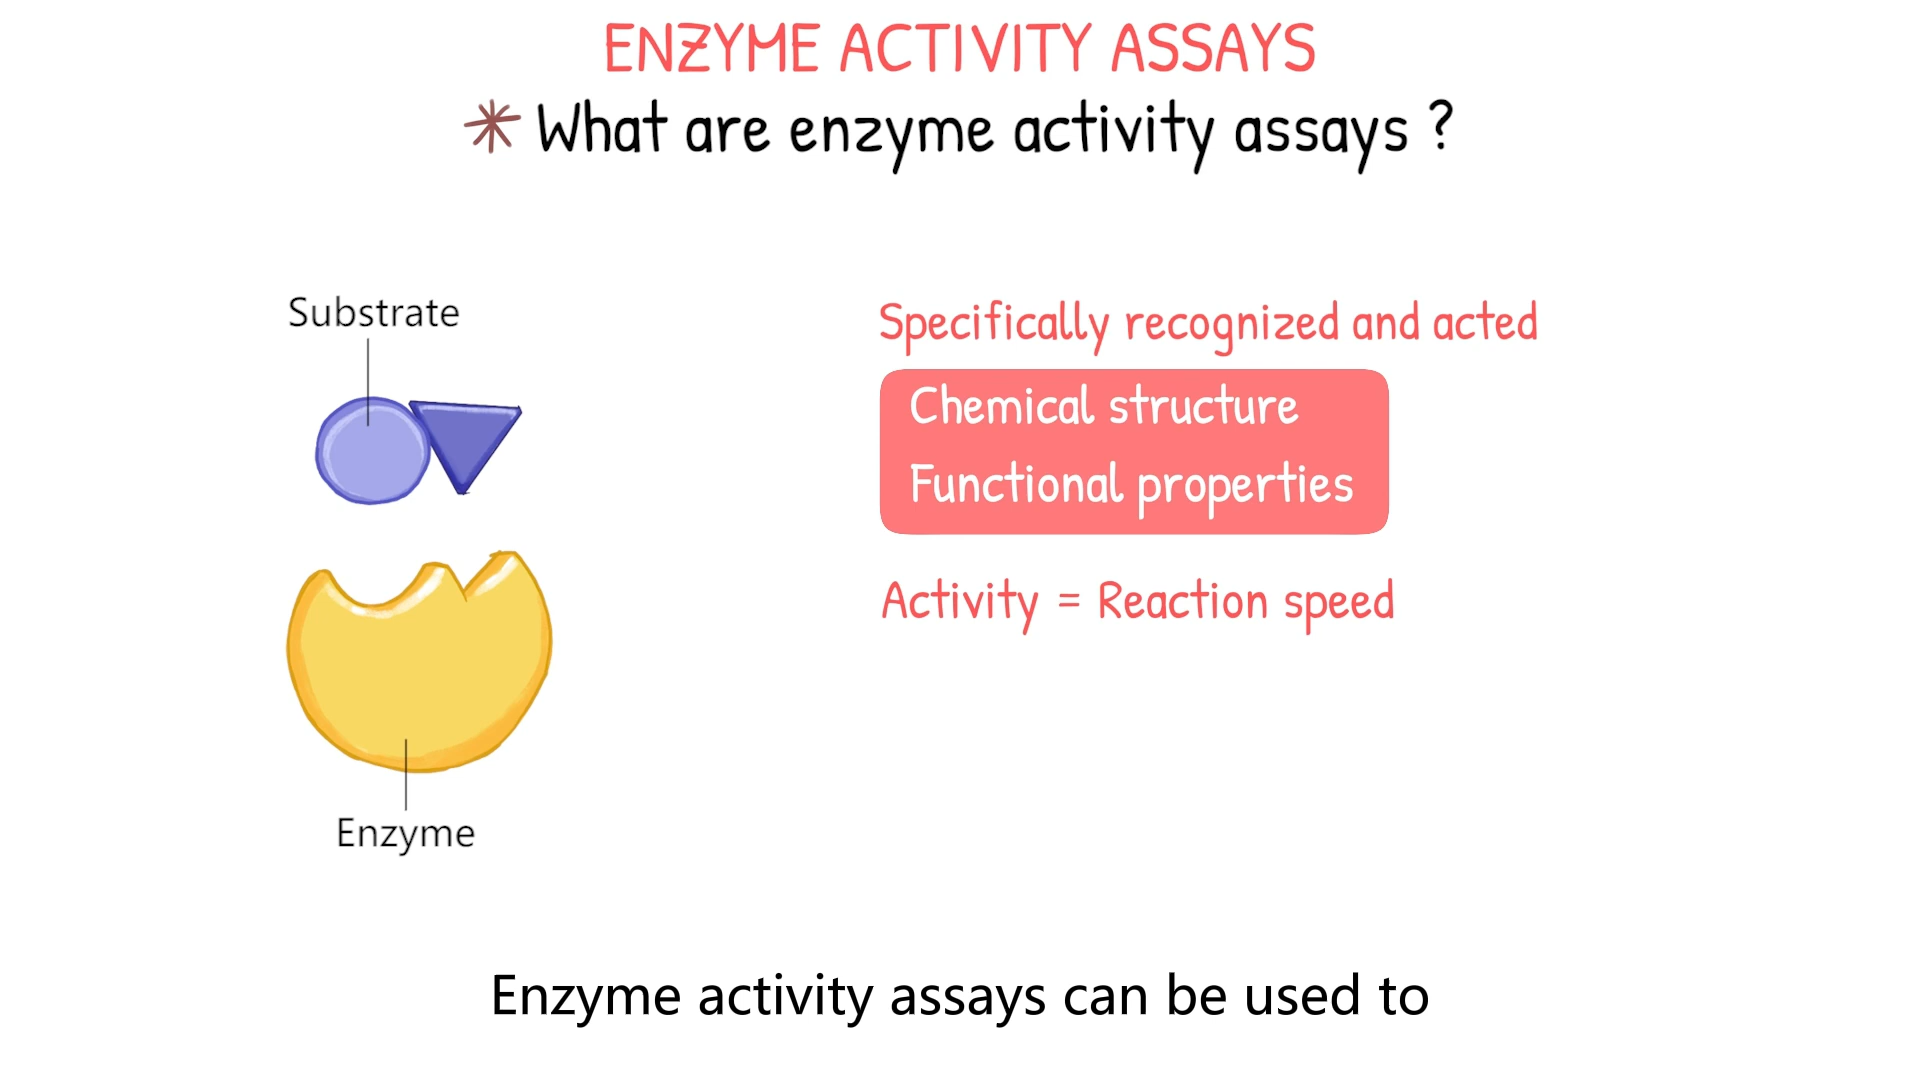 ENZYME ACTIVITY ASSAYS
What are enzyme activity assays ?
Substrate
Specifically recognized and acted
Chemical structure
Functional properties
Activity = Reaction speed
Enzyme
Enzyme activity assays can be used to